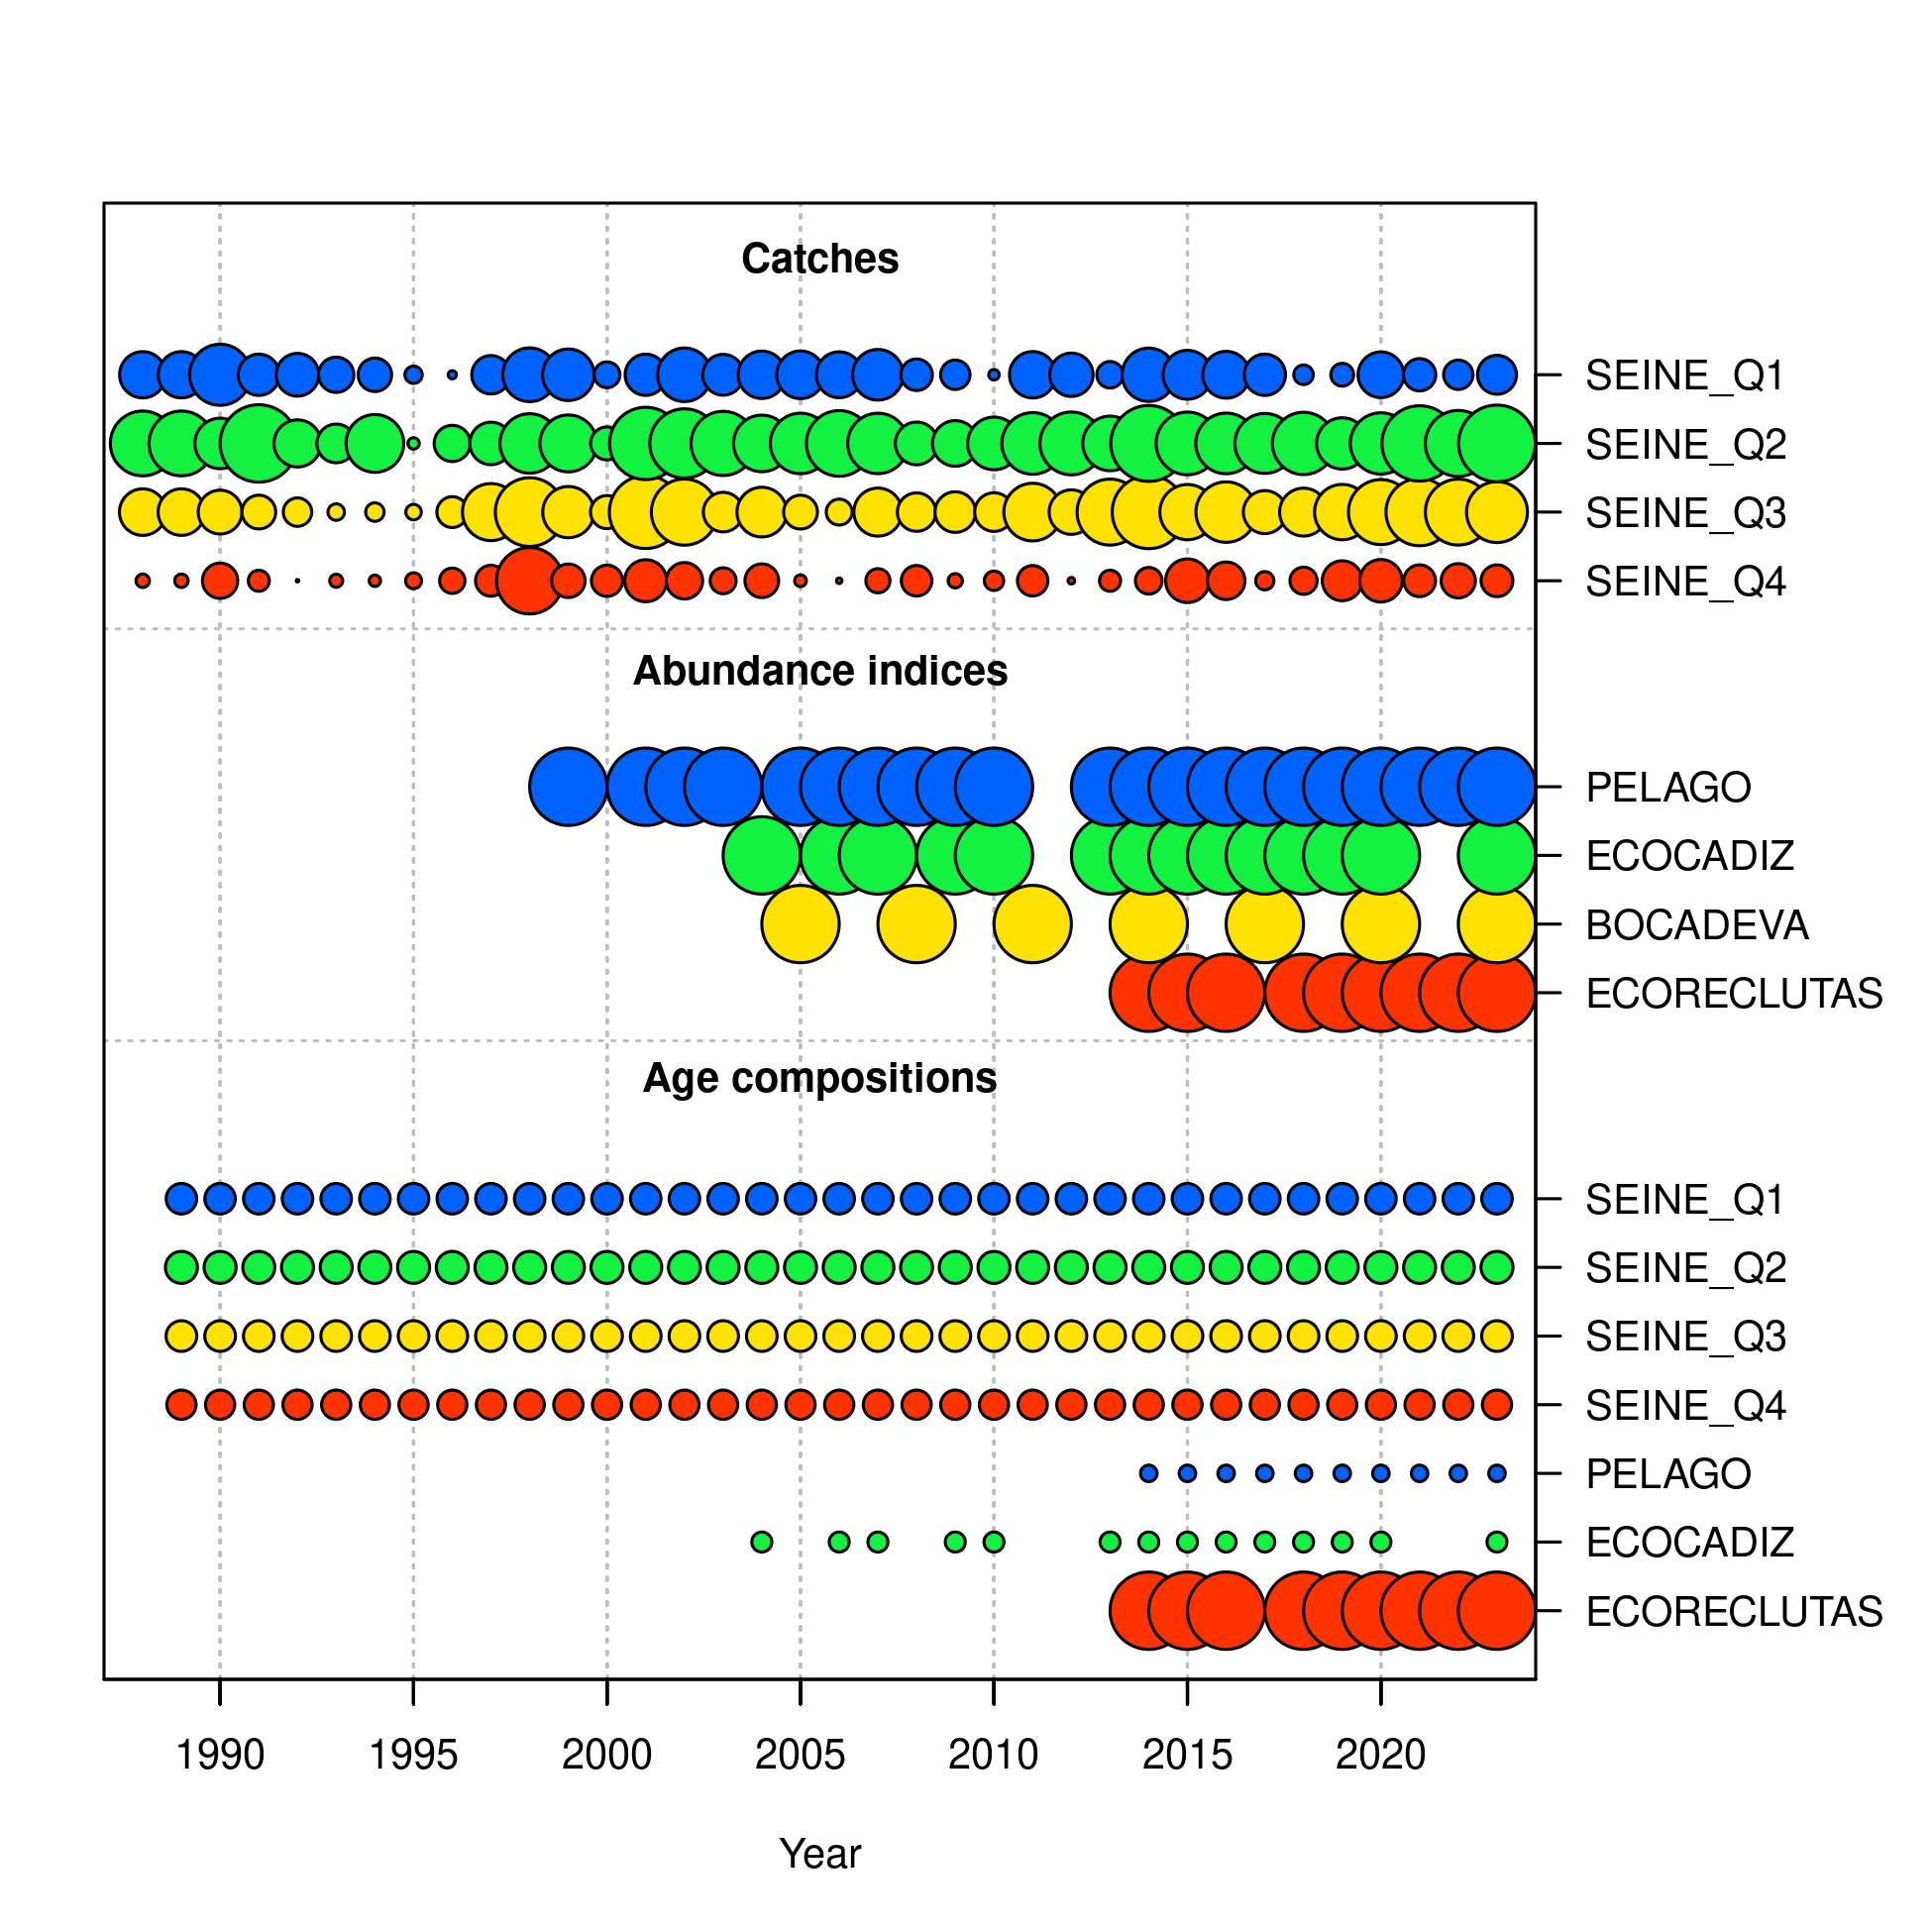 Catches
SEINE_Q1
SEINE_Q2
SEINE_Q3
SEINE_Q4
Abundance indices
PELAGO
ECOCADIZ
BOCADEVA
ECORECLUTAS
Age compositions
SEINE_Q1
SEINE_Q2
SEINE_Q3
SEINE_Q4
PELAGO
ECOCADIZ
ECORECLUTAS
1990 1995 2000 2005 2010 2015 2020
Year